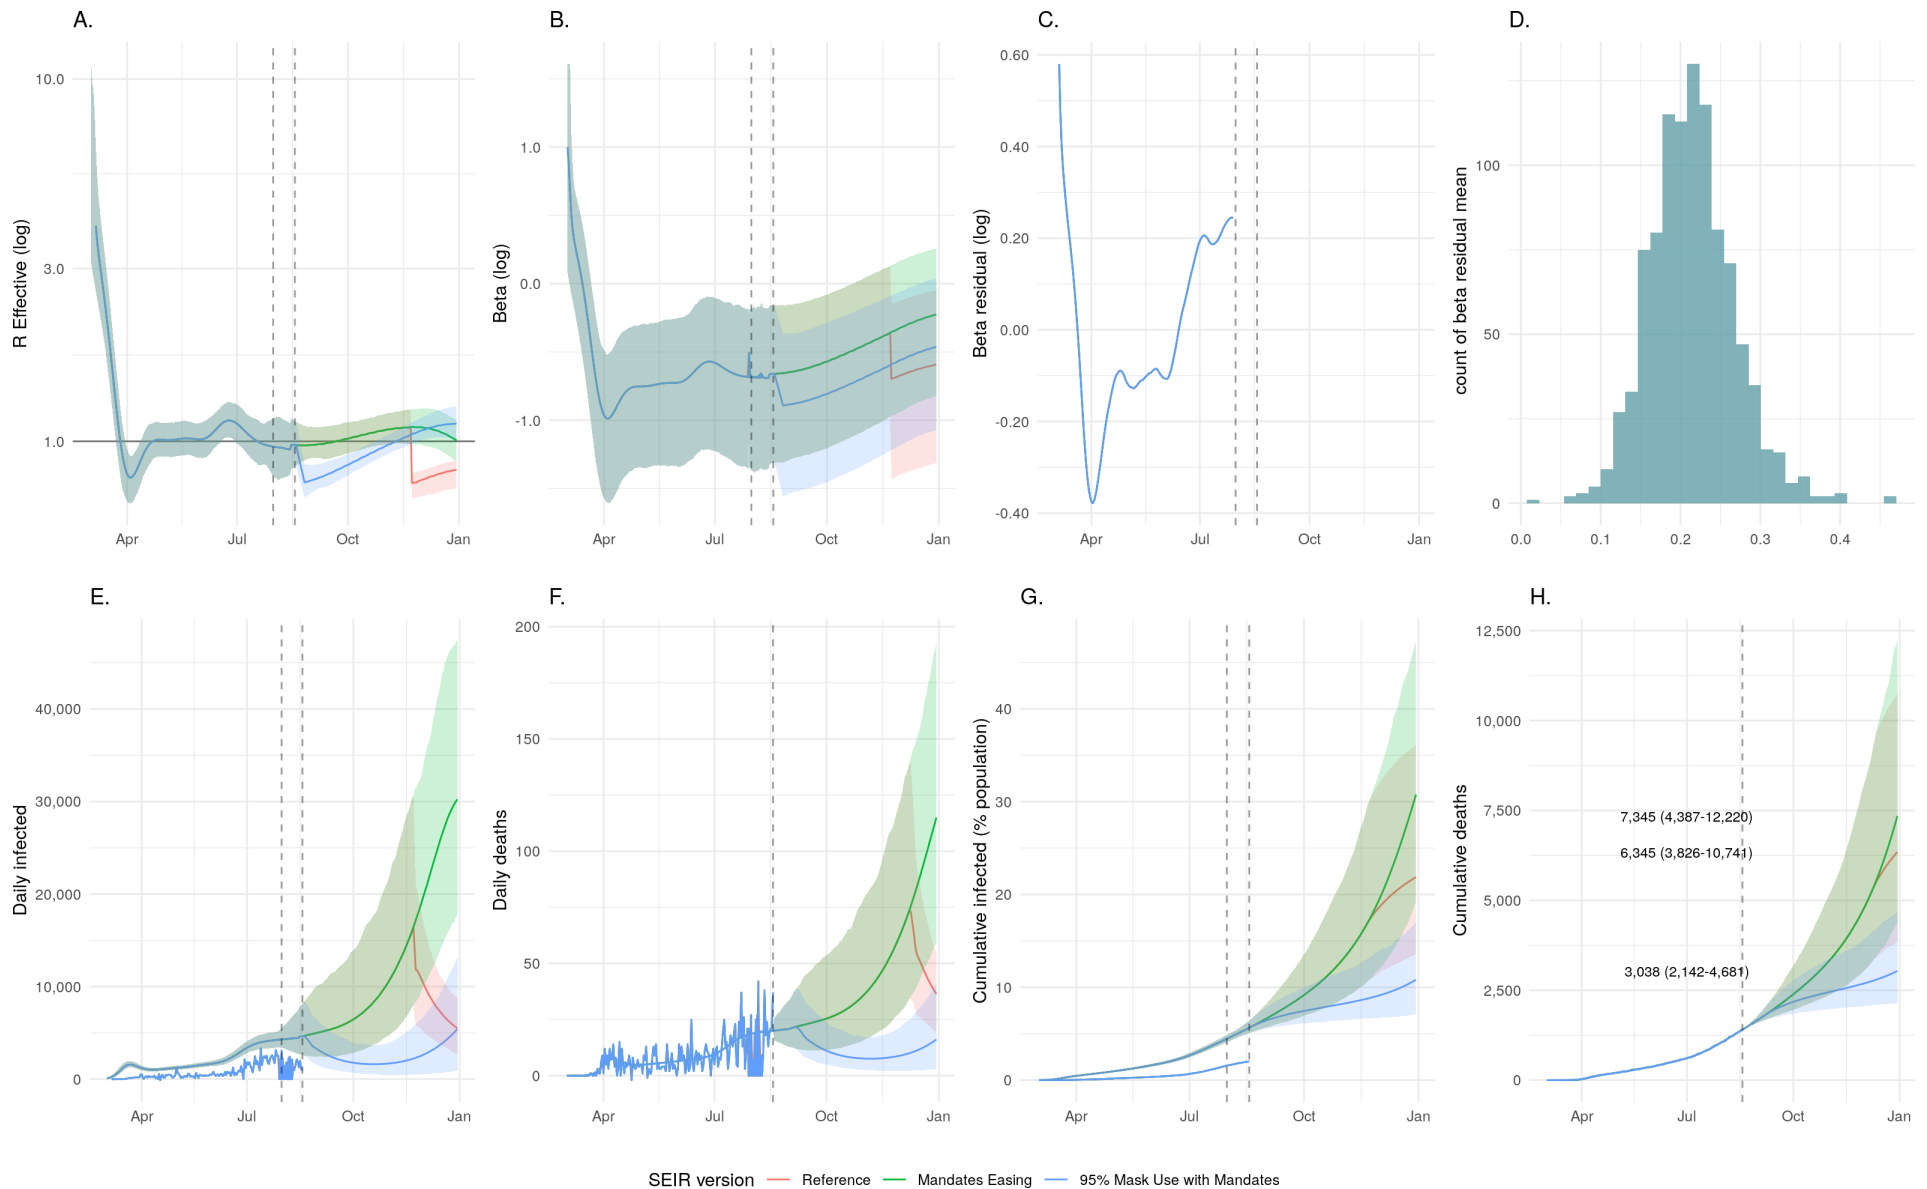 A.
B.
C.
D.
R Effective (log)
10.0
3.0
1.0
Apr
Jul
Oct
Jan
Beta (log)
1.0
0.0
-1.0
Apr
Jul
Oct
Jan
Beta residual (log)
0.60
0.40
0.20
0.00
-0.20
-0.40
Apr
Jul
Oct
Jan
count of beta residual mean
100
50
0
0.0
0.1
0.2
0.3
0.4
E.
F.
G.
H.
Daily infected
40,000
30,000
20,000
10,000
0
Apr
Jul
Oct
Jan
Daily deaths
200
150
100
50
0
Apr
Jul
Oct
Jan
Cumulative infected (% population)
40
30
20
10
0
Apr
Jul
Oct
Jan
Cumulative deaths
12,500
10,000
7,500
5,000
2,500
0
7,345 (4,387-12,220)
6,345 (3,826-10,741)
3,038 (2,142-4,681)
Apr
Jul
Oct
Jan
SEIR version
Reference
Mandates Easing
95% Mask Use with Mandates